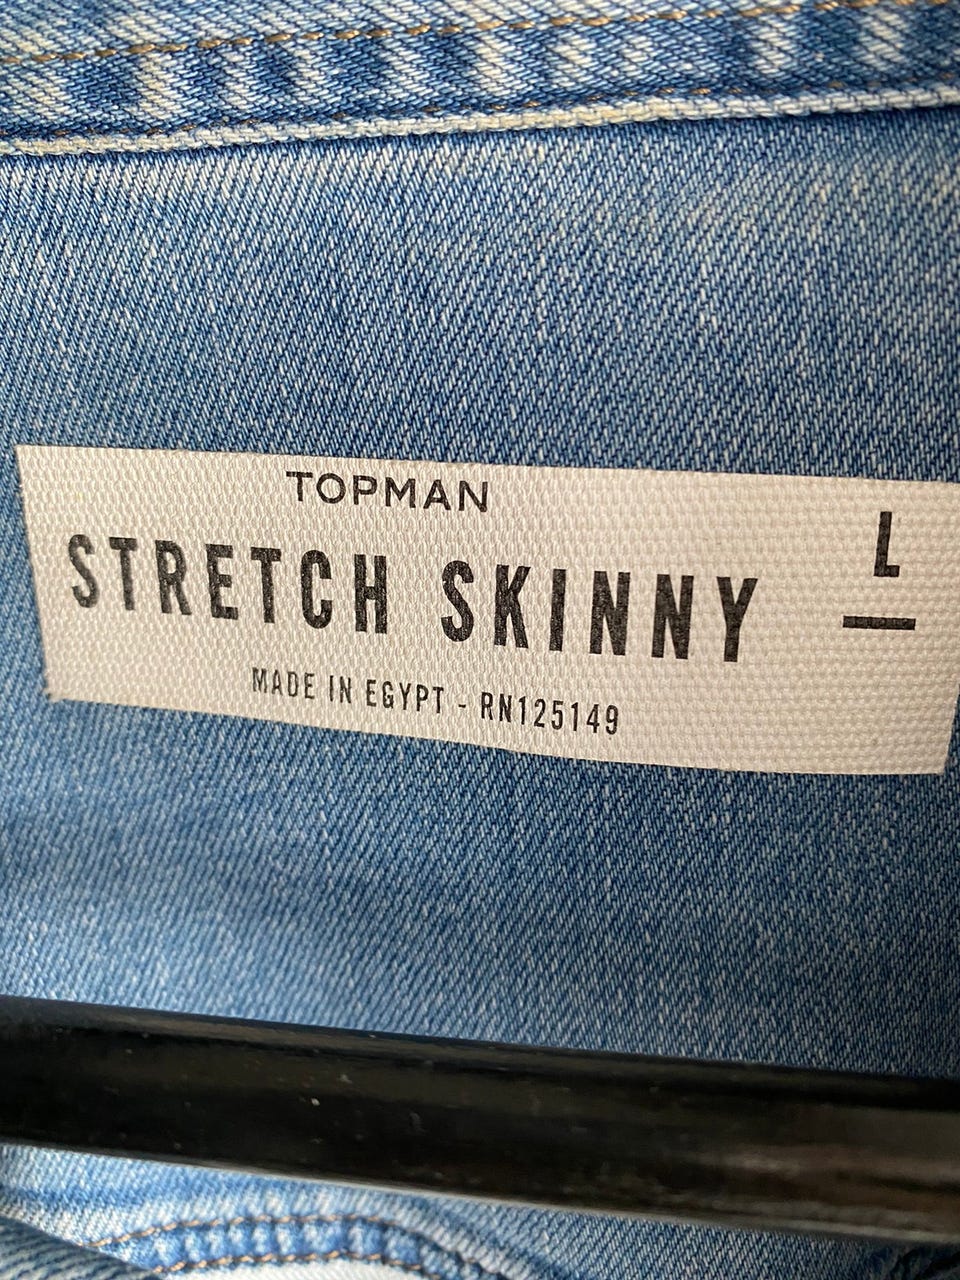 TOPMAN
STRETCH SKINNY
L
MADE IN EGYPT - RN125149